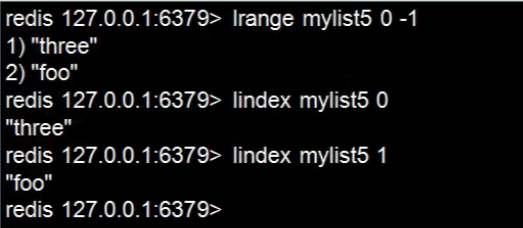 redis 127.0.0.1:6379> lrange mylist5 0 -1
1) "three"
2) "foo"
redis 127.0.0.1:6379> lindex mylist5 0
"three"
redis 127.0.0.1:6379> lindex mylist5 1
"foo"
redis 127.0.0.1:6379>